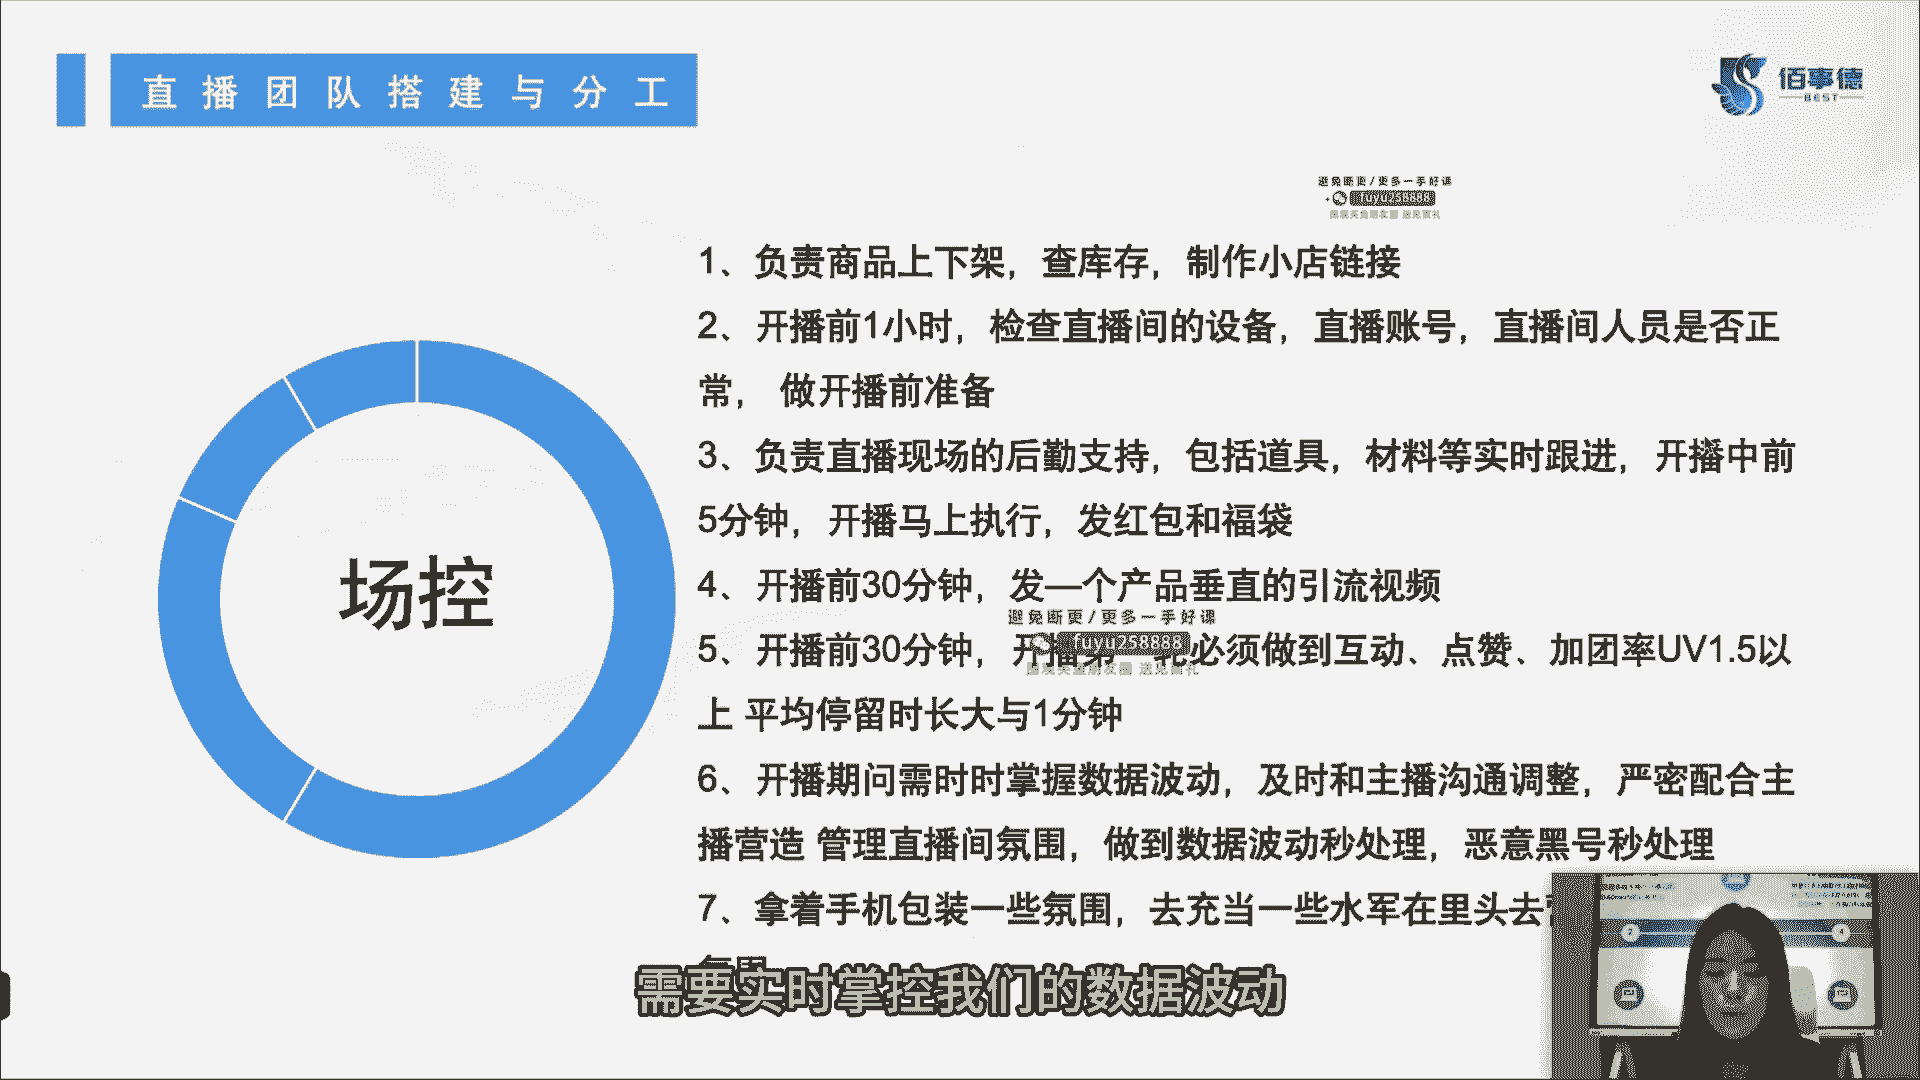 直播团队搭建与分工
佰事德
BEST
避免断更/更多一手好课
fuyu258888
1、负责商品上下架，查库存，制作小店链接
2、开播前1小时，检查直播间的设备，直播账号，直播间人员是否正
常， 做开播前准备
3、负责直播现场的后勤支持，包括道具，材料等实时跟进，开播中前
5分钟，开播马上执行，发红包和福袋
4、开播前30分钟，发一个产品垂直的引流视频
避免断更/更多一手好课
5、开播前30分钟，开播第一 必须做到互动、点赞、加团率UV1.5以
fuyu258888
上 平均停留时长大与1分钟
场控
6、开播期问需时时掌握数据波动，及时和主播沟通调整，严密配合主
播营造 管理直播间氛围，做到数据波动秒处理，恶意黑号秒处理
7、拿着手机包装一些氛围，去充当一些水军在里头去
需要实时掌控我们的数据波动